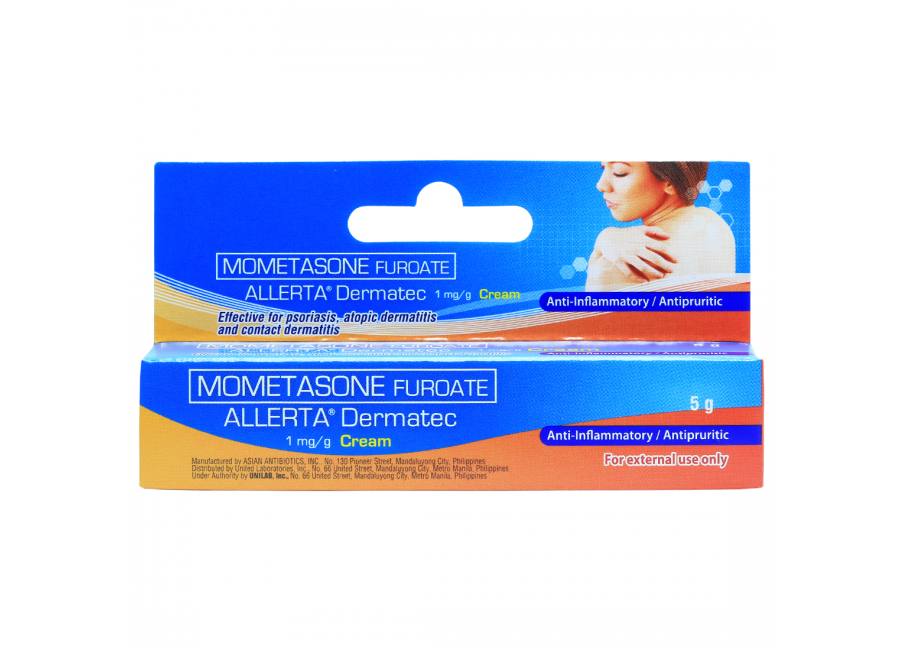 MOMETASONE FUROATE
ALLERTA® Dermatec 1 mg/g Cream
Anti-Inflammatory / Antipruritic
Effective for psoriasis, atopic dermatitis
and contact dermatitis
MOMETASONE FUROATE
ALLERTA® Dermatec
1 mg/g Cream
5 g
Anti-Inflammatory / Antipruritic
For external use only
Manufactured by ASIAN ANTIBIOTICS, INC., No. 130 Pioneer Street, Mandaluyong City, Philippines
Distributed by United Laboratories, Inc., No. 66 United Street, Mandaluyong City, Metro Manila, Philippines
Under Authority by UNILAB, Inc., No. 66 United Street, Mandaluyong City, Metro Manila, Philippines